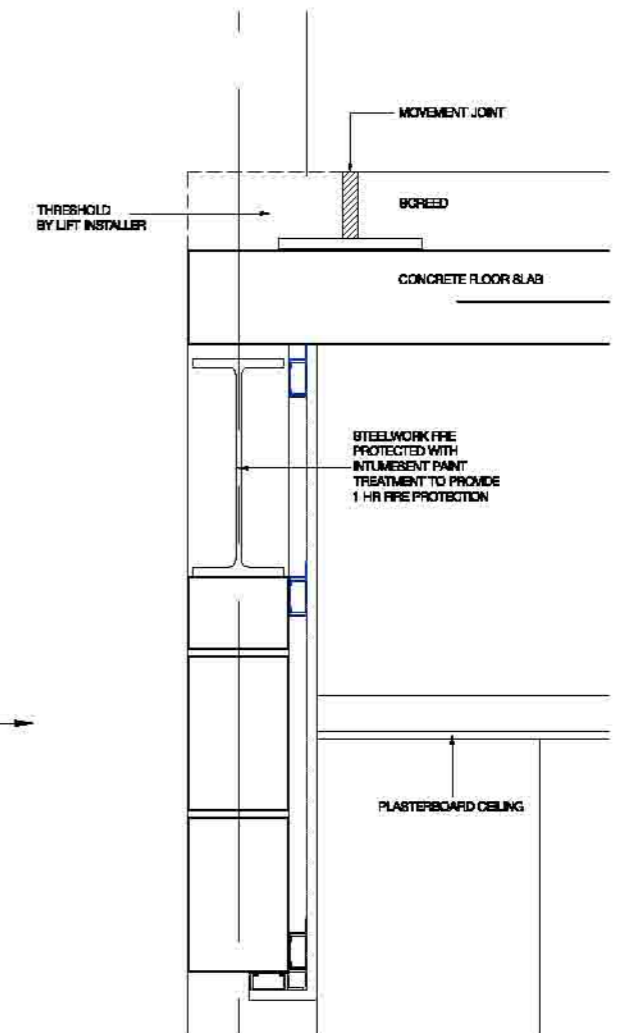 MOVEMENT JOINT
THRESHOLD
BY LIFT INSTALLER
SCREED
CONCRETE FLOOR SLAB
STEELWORK FIRE
PROTECTED WITH
INTUMESENT PAINT
TREATMENT TO PROVIDE
1 HR FIRE PROTECTION
PLASTERBOARD CEILING